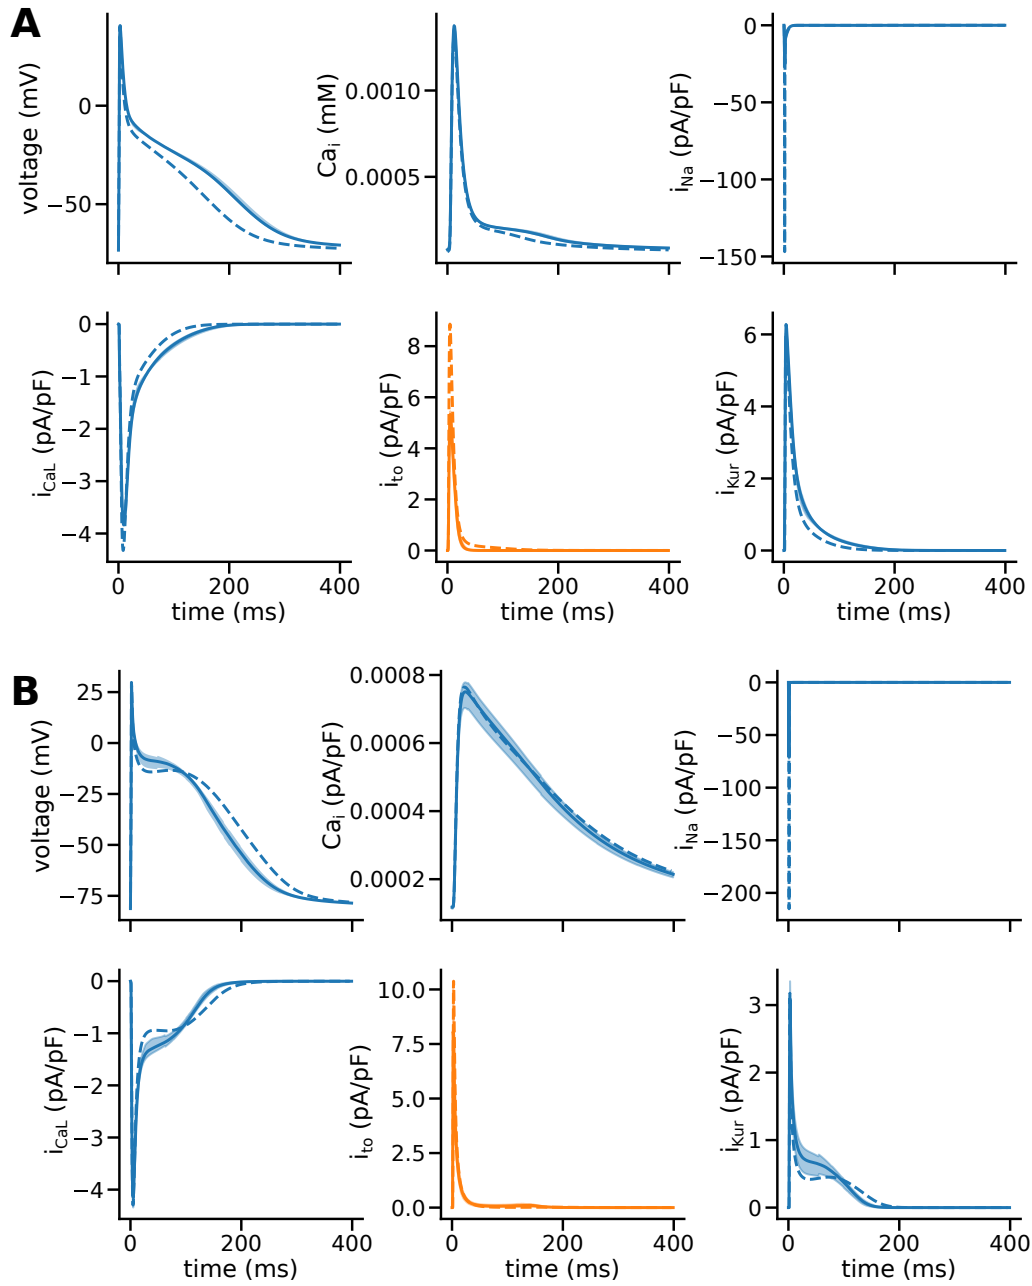 A
voltage (mV)
0
−50
Ca_i (mM)
0.0010
0.0005
i_Na (pA/pF)
0
−50
−100
−150
i_CaL (pA/pF)
0
−1
−2
−3
−4
0 200 400
time (ms)
i_to (pA/pF)
8
6
4
2
0
0 200 400
time (ms)
i_Kur (pA/pF)
6
4
2
0
0 200 400
time (ms)
B
voltage (mV)
25
0
−25
−50
−75
Ca_i (pA/pF)
0.0008
0.0006
0.0004
0.0002
i_Na (pA/pF)
0
−50
−100
−150
−200
i_CaL (pA/pF)
0
−1
−2
−3
−4
0 200 400
time (ms)
i_to (pA/pF)
10.0
7.5
5.0
2.5
0.0
0 200 400
time (ms)
i_Kur (pA/pF)
3
2
1
0
0 200 400
time (ms)